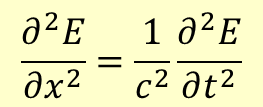 ∂²E/∂x² = 1/c² ∂²E/∂t²